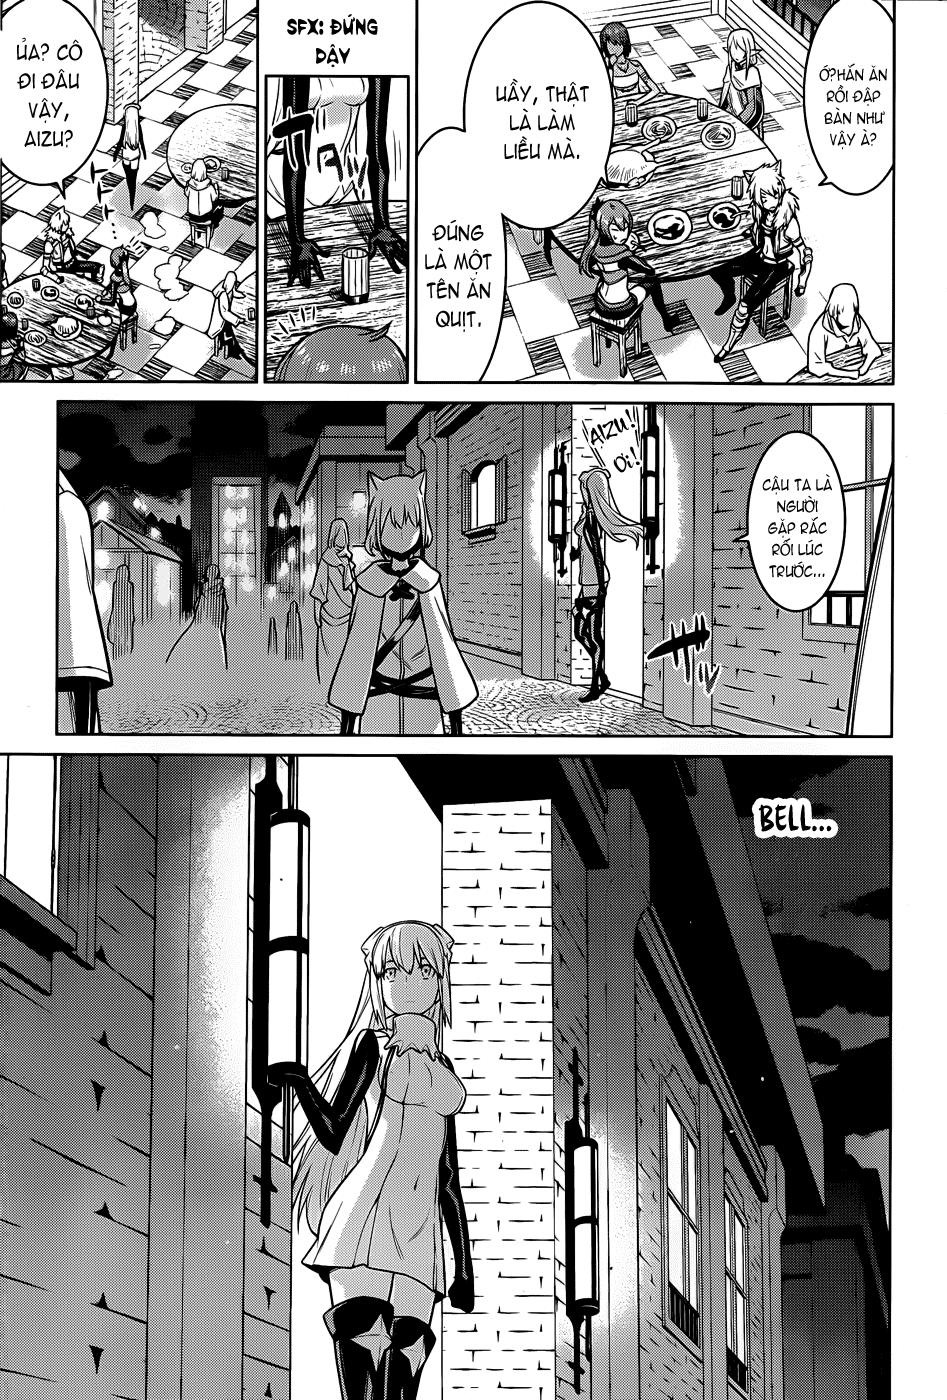 Ơ?HẮN ĂN
RỒI ĐẬP
BÀN NHƯ
VẬY À?
UẦY, THẬT
LÀ LÀM
LIỀU MÀ.
ĐÚNG
LÀ MỘT
TÊN ĂN
QUỊT.
SFX: ĐỨNG
DẬY
ỦA? CÔ
ĐI ĐÂU
VẬY,
AIZU?
AIZU!
ƠI!
CẬU TA LÀ
NGƯỜI
GẶP RẮC
RỐI LÚC
TRƯỚC...
BELL...